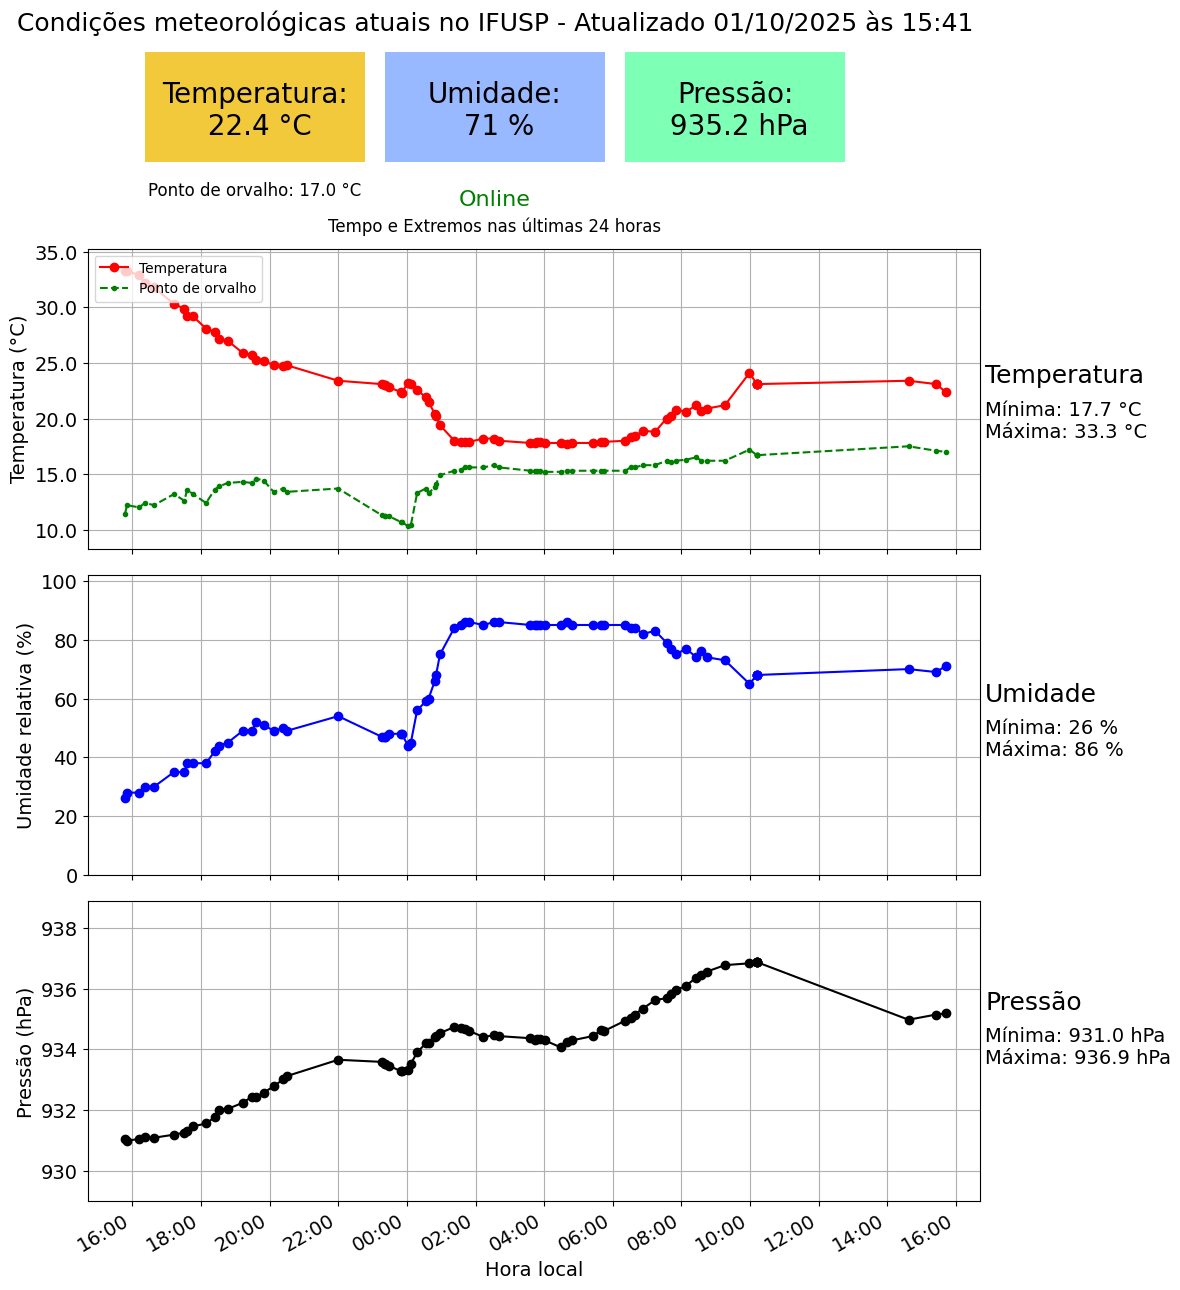 Condições meteorológicas atuais no IFUSP - Atualizado 01/10/2025 às 15:41
Temperatura:
22.4 °C
Umidade:
71 %
Pressão:
935.2 hPa
Ponto de orvalho: 17.0 °C
Online
Tempo e Extremos nas últimas 24 horas
Temperatura (°C)
35.0
30.0
25.0
20.0
15.0
10.0
Temperatura
Ponto de orvalho
Temperatura
Mínima: 17.7 °C
Máxima: 33.3 °C
Umidade relativa (%)
100
80
60
40
20
0
Umidade
Mínima: 26 %
Máxima: 86 %
Pressão (hPa)
938
936
934
932
930
Pressão
Mínima: 931.0 hPa
Máxima: 936.9 hPa
16:00 18:00 20:00 22:00 00:00 02:00 04:00 06:00 08:00 10:00 12:00 14:00 16:00
Hora local